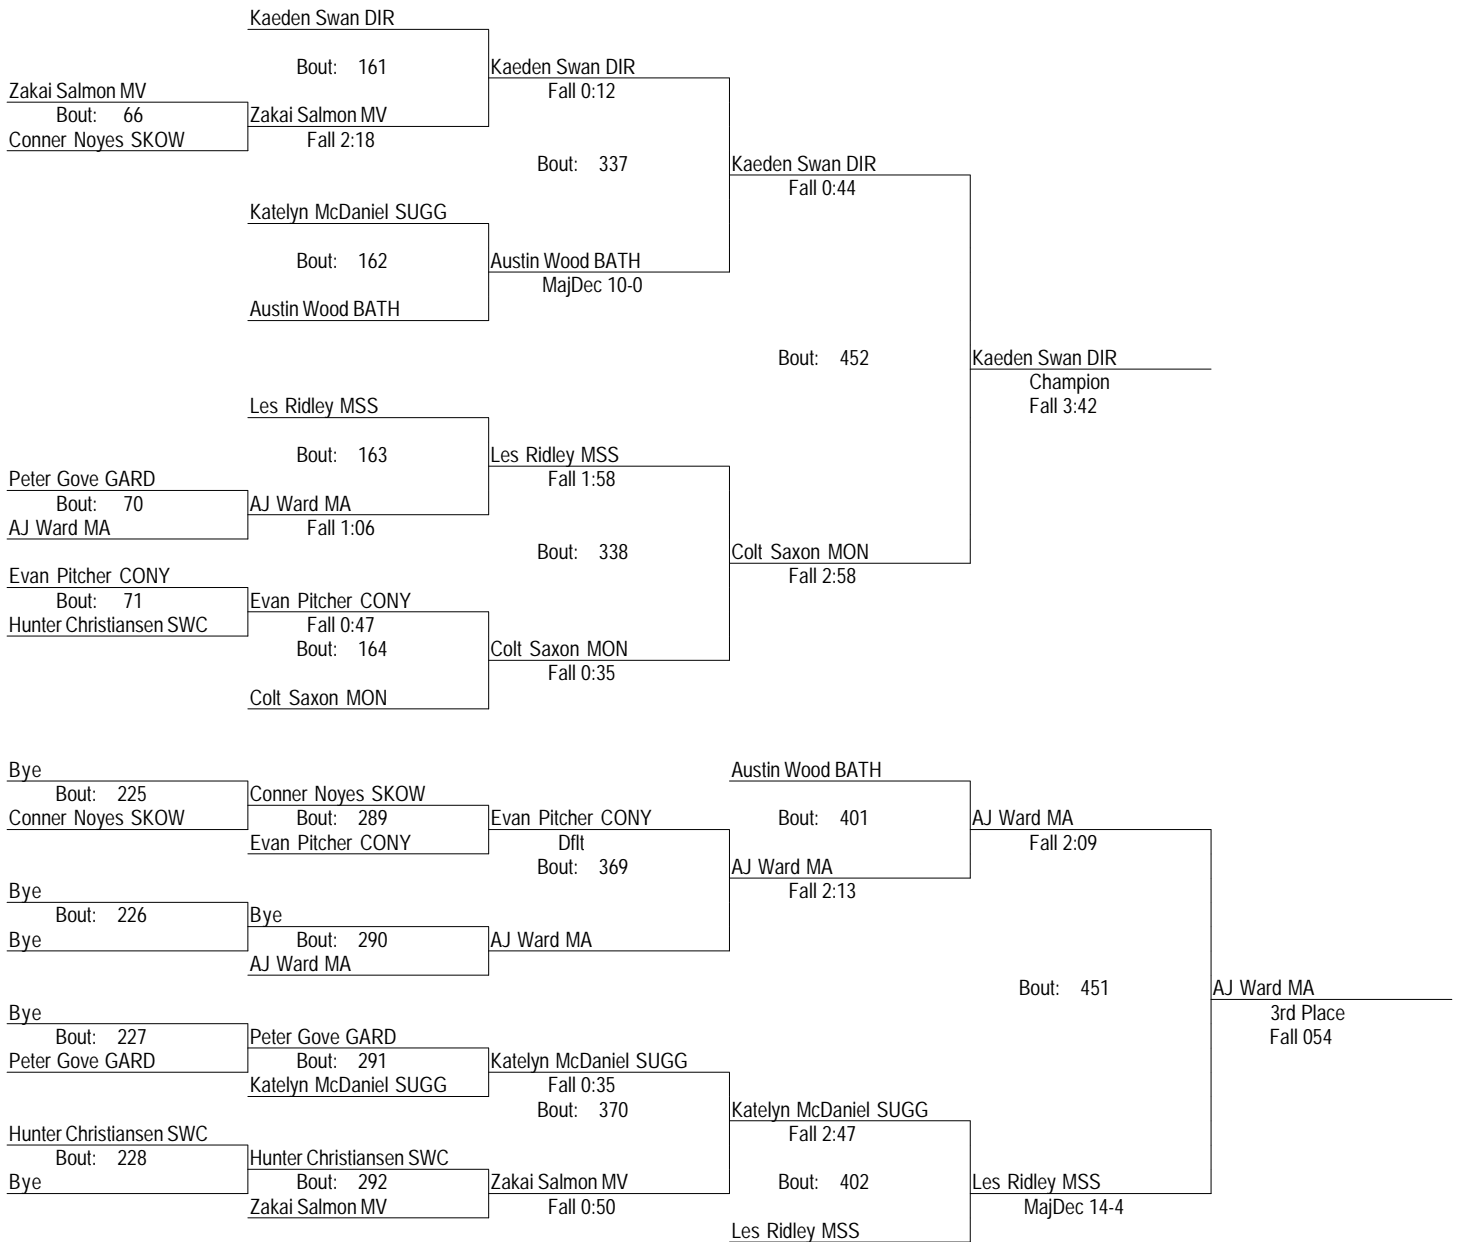 Kaeden Swan DIR
Bout: 161
Kaeden Swan DIR
Zakai Salmon MV
Fall 0:12
Bout: 66
Zakai Salmon MV
Conner Noyes SKOW
Fall 2:18
Bout: 337
Kaeden Swan DIR
Fall 0:44
Katelyn McDaniel SUGG
Bout: 162
Austin Wood BATH
MajDec 10-0
Austin Wood BATH
Bout: 452
Kaeden Swan DIR
Champion
Fall 3:42
Les Ridley MSS
Bout: 163
Les Ridley MSS
Peter Gove GARD
Fall 1:58
Bout: 70
AJ Ward MA
AJ Ward MA
Fall 1:06
Bout: 338
Colt Saxon MON
Evan Pitcher CONY
Fall 2:58
Bout: 71
Evan Pitcher CONY
Hunter Christiansen SWC
Fall 0:47
Bout: 164
Colt Saxon MON
Fall 0:35
Colt Saxon MON
Bye
Austin Wood BATH
Bout: 225
Conner Noyes SKOW
Conner Noyes SKOW
Bout: 289
Evan Pitcher CONY
Bout: 401
AJ Ward MA
Evan Pitcher CONY
Dflt
Fall 2:09
Bout: 369
AJ Ward MA
Bye
Fall 2:13
Bout: 226
Bye
Bye
Bout: 290
AJ Ward MA
AJ Ward MA
Bout: 451
AJ Ward MA
Bye
3rd Place
Bout: 227
Peter Gove GARD
Fall 054
Peter Gove GARD
Bout: 291
Katelyn McDaniel SUGG
Katelyn McDaniel SUGG
Fall 0:35
Bout: 370
Katelyn McDaniel SUGG
Hunter Christiansen SWC
Fall 2:47
Bout: 228
Hunter Christiansen SWC
Bye
Bout: 292
Zakai Salmon MV
Bout: 402
Les Ridley MSS
Zakai Salmon MV
Fall 0:50
MajDec 14-4
Les Ridley MSS